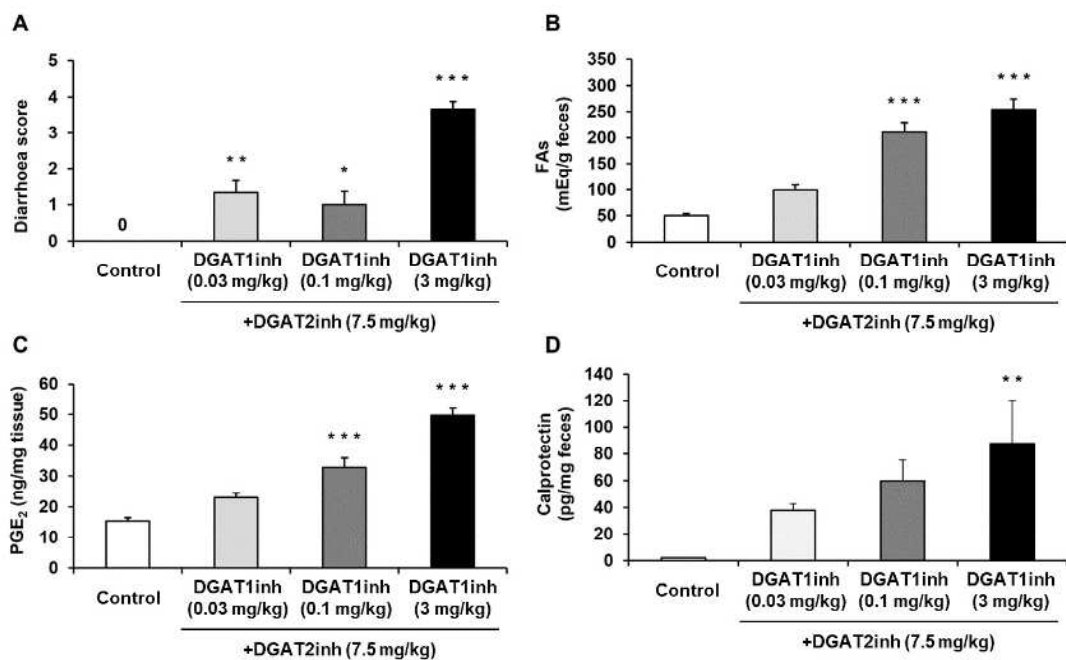 A
Diarrhoea score
5
4
3
2
1
0
0
* *
*
* * *
Control
DGAT1inh
(0.03 mg/kg)
DGAT1inh
(0.1 mg/kg)
DGAT1inh
(3 mg/kg)
+DGAT2inh (7.5 mg/kg)
B
FAs
(mEq/g feces)
350
300
250
200
150
100
50
0
* * *
* * *
Control
DGAT1inh
(0.03 mg/kg)
DGAT1inh
(0.1 mg/kg)
DGAT1inh
(3 mg/kg)
+DGAT2inh (7.5 mg/kg)
C
PGE₂ (ng/mg tissue)
60
50
40
30
20
10
0
* * *
* * *
Control
DGAT1inh
(0.03 mg/kg)
DGAT1inh
(0.1 mg/kg)
DGAT1inh
(3 mg/kg)
+DGAT2inh (7.5 mg/kg)
D
Calprotectin
(pg/mg feces)
140
120
100
80
60
40
20
0
* *
Control
DGAT1inh
(0.03 mg/kg)
DGAT1inh
(0.1 mg/kg)
DGAT1inh
(3 mg/kg)
+DGAT2inh (7.5 mg/kg)